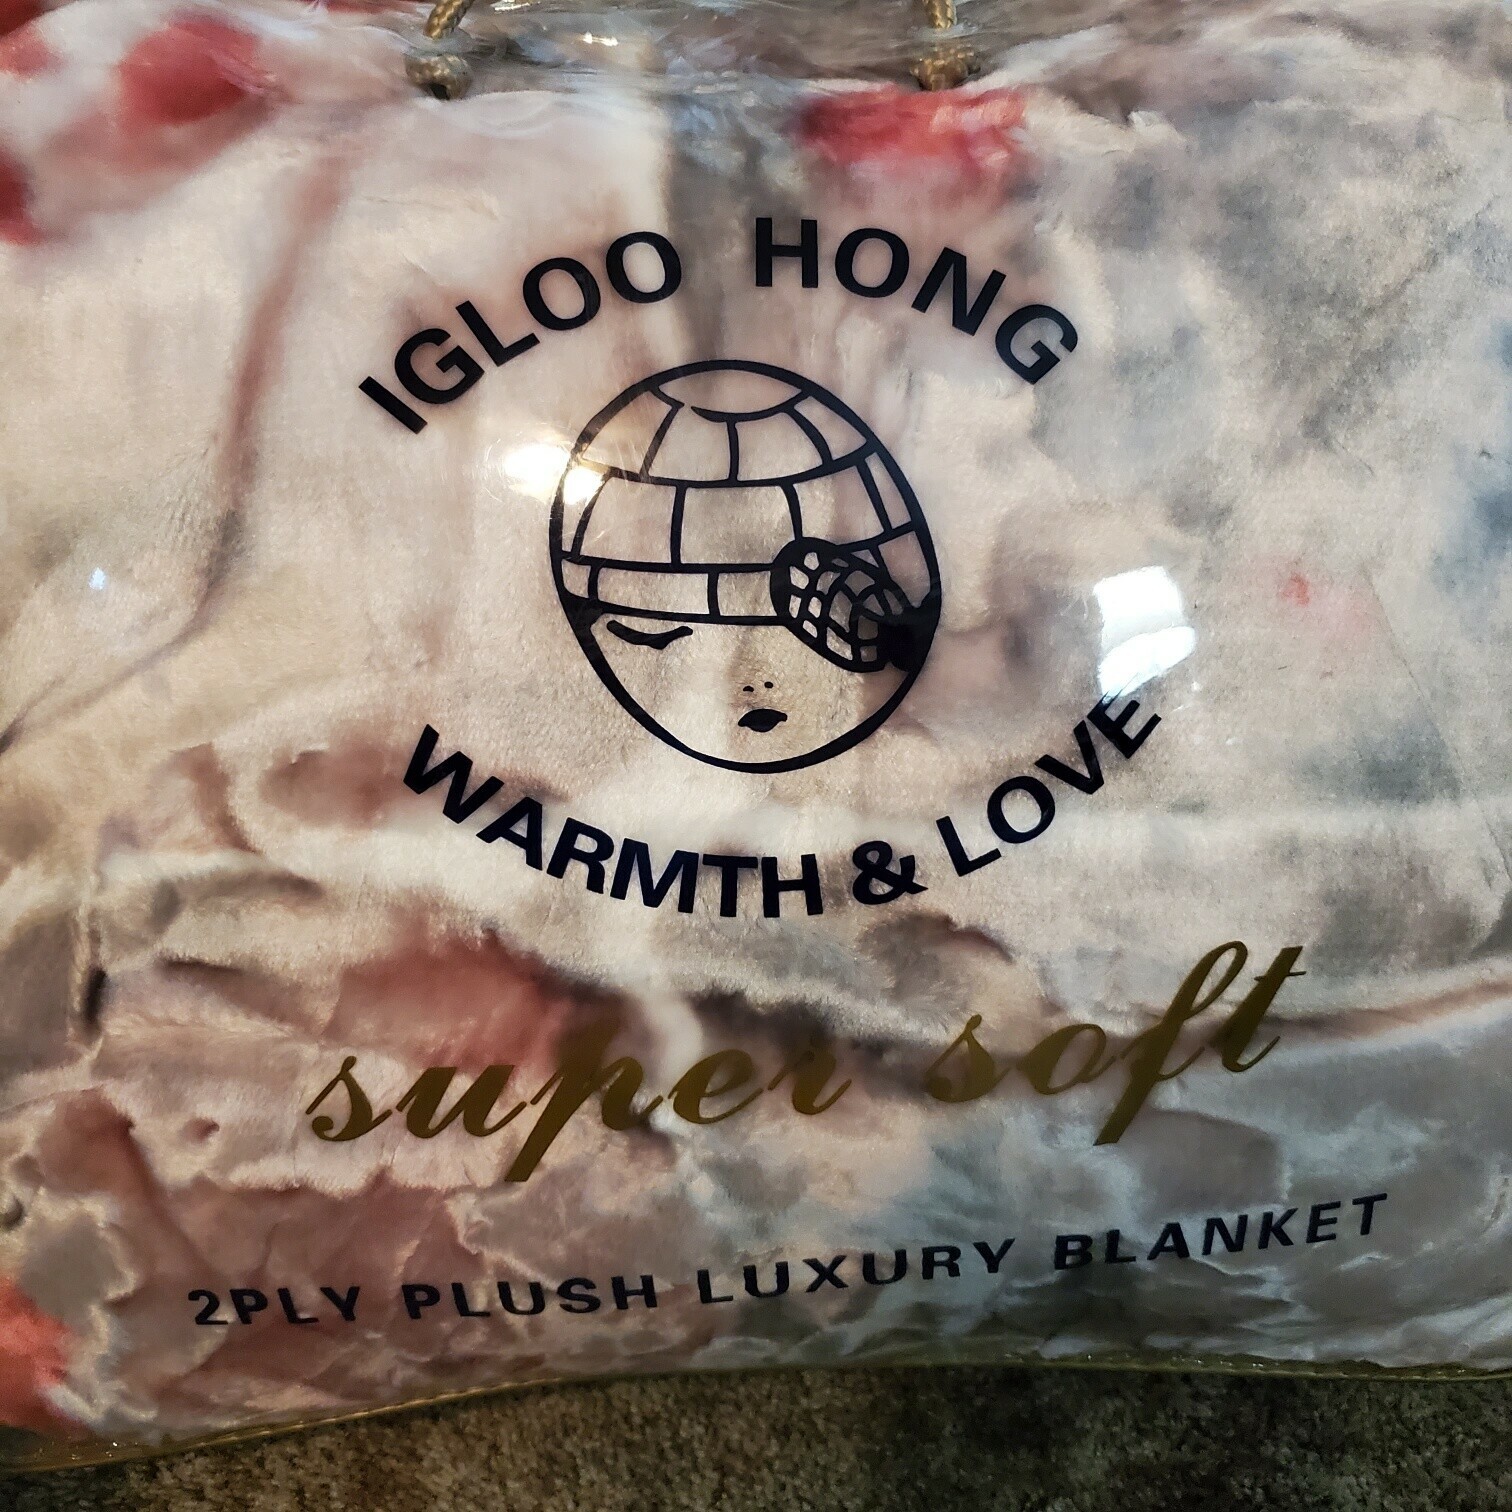 IGLOO HONG
WARMTH & LOVE
super soft
2PLY PLUSH LUXURY BLANKET